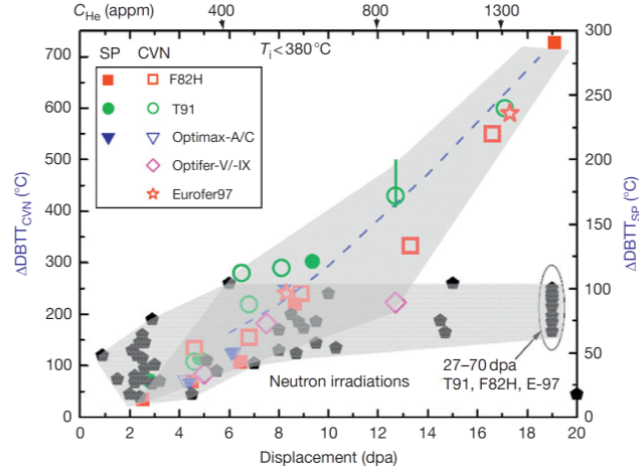 C_He (appm)
400 800 1300
T_i < 380 °C
SP CVN
F82H
T91
Optimax-A/C
Optifer-V/-IX
Eurofer97
ΔDBTT_CVN (°C)
700
600
500
400
300
200
100
0
300
250
200
150
100
50
0
ΔDBTT_SP (°C)
27–70 dpa
T91, F82H, E-97
Neutron irradiations
0 2 4 6 8 10 12 14 16 18 20
Displacement (dpa)